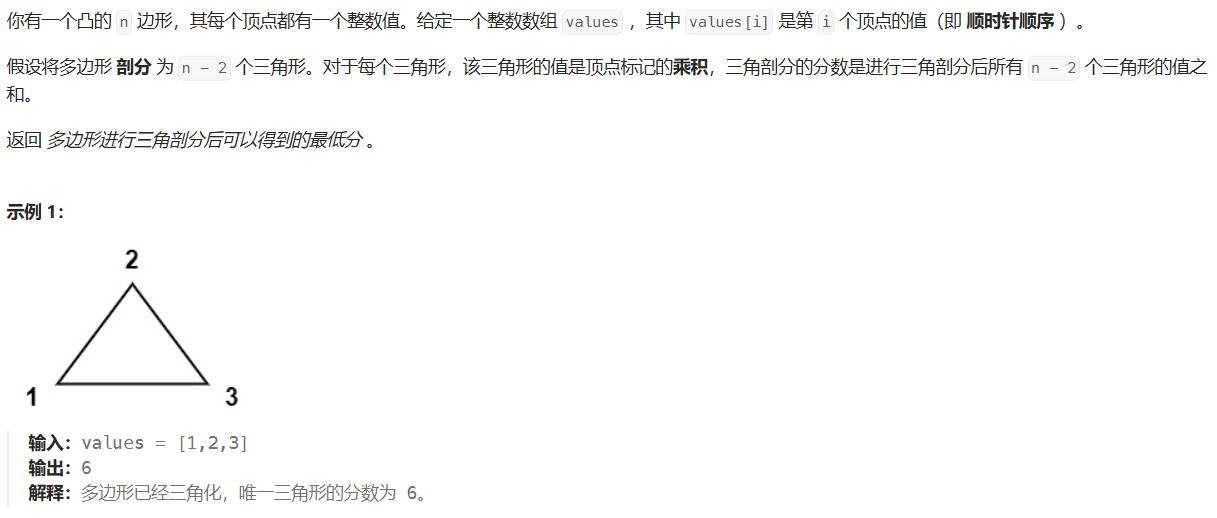 你有一个凸的 n 边形，其每个顶点都有一个整数值。给定一个整数数组 values ，其中 values[i] 是第 i 个顶点的值（即 顺时针顺序 ）。
假设将多边形 剖分 为 n - 2 个三角形。对于每个三角形，该三角形的值是顶点标记的乘积，三角剖分的分数是进行三角剖分后所有 n - 2 个三角形的值之
和。
返回 多边形进行三角剖分后可以得到的最低分 。
示例 1：
2
1
3
输入：values = [1,2,3]
输出：6
解释：多边形已经三角化，唯一三角形的分数为 6。